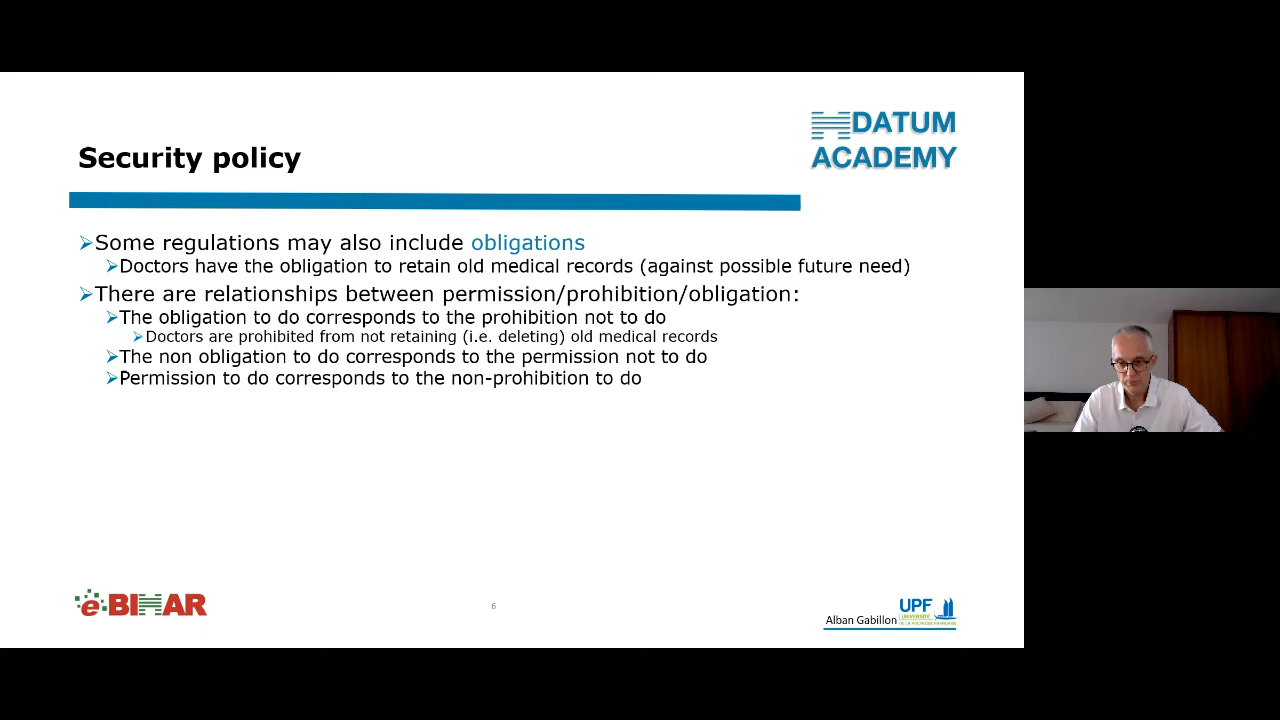 DATUM
ACADEMY
Security policy
➢Some regulations may also include obligations
➢Doctors have the obligation to retain old medical records (against possible future need)
➢There are relationships between permission/prohibition/obligation:
➢The obligation to do corresponds to the prohibition not to do
➢Doctors are prohibited from not retaining (i.e. deleting) old medical records
➢The non obligation to do corresponds to the permission not to do
➢Permission to do corresponds to the non-prohibition to do
e-BIHAR
6
Alban Gabillon
UPF
UNIVERSITÉ
DE LA POLYNÉSIE FRANÇAISE